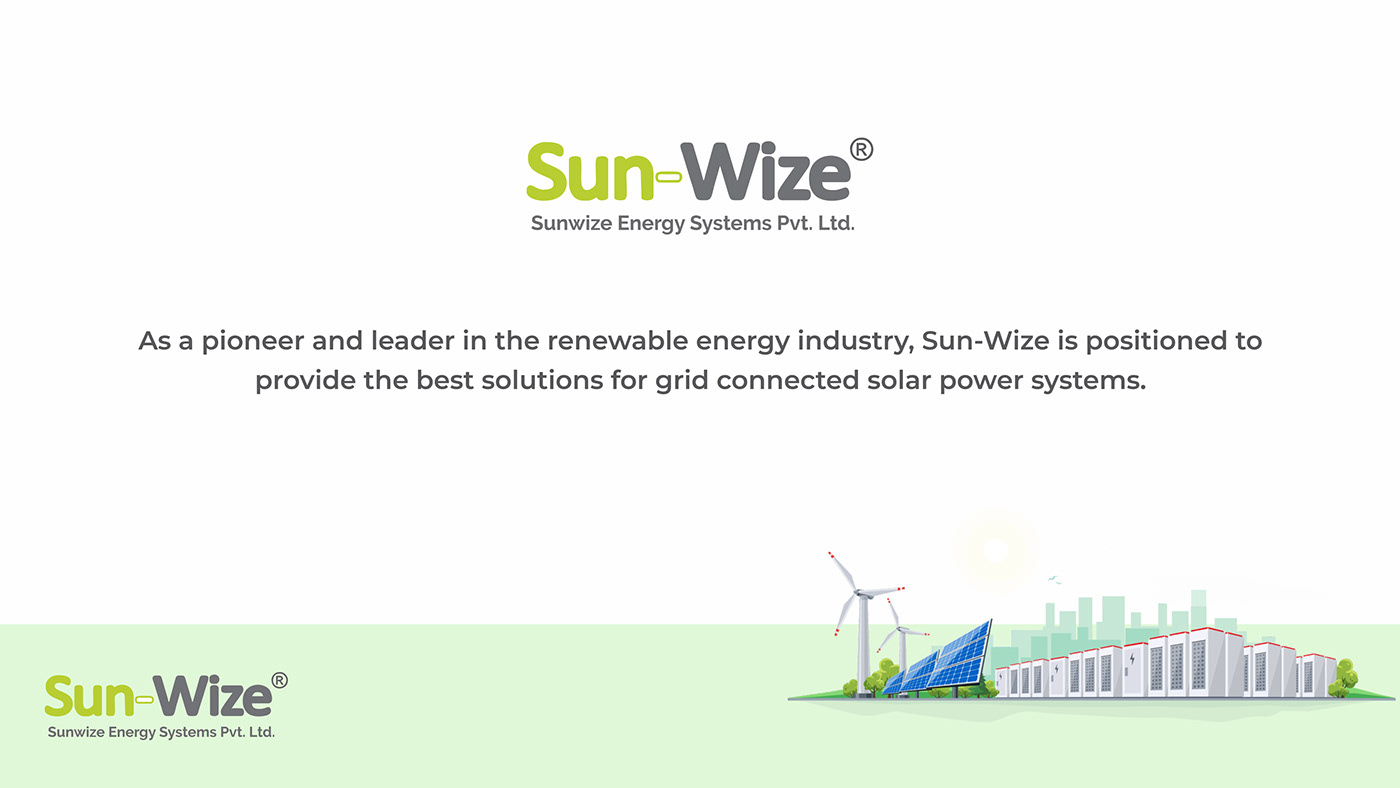 Sun-Wize®
Sunwize Energy Systems Pvt. Ltd.
As a pioneer and leader in the renewable energy industry, Sun-Wize is positioned to
provide the best solutions for grid connected solar power systems.
Sun-Wize®
Sunwize Energy Systems Pvt. Ltd.